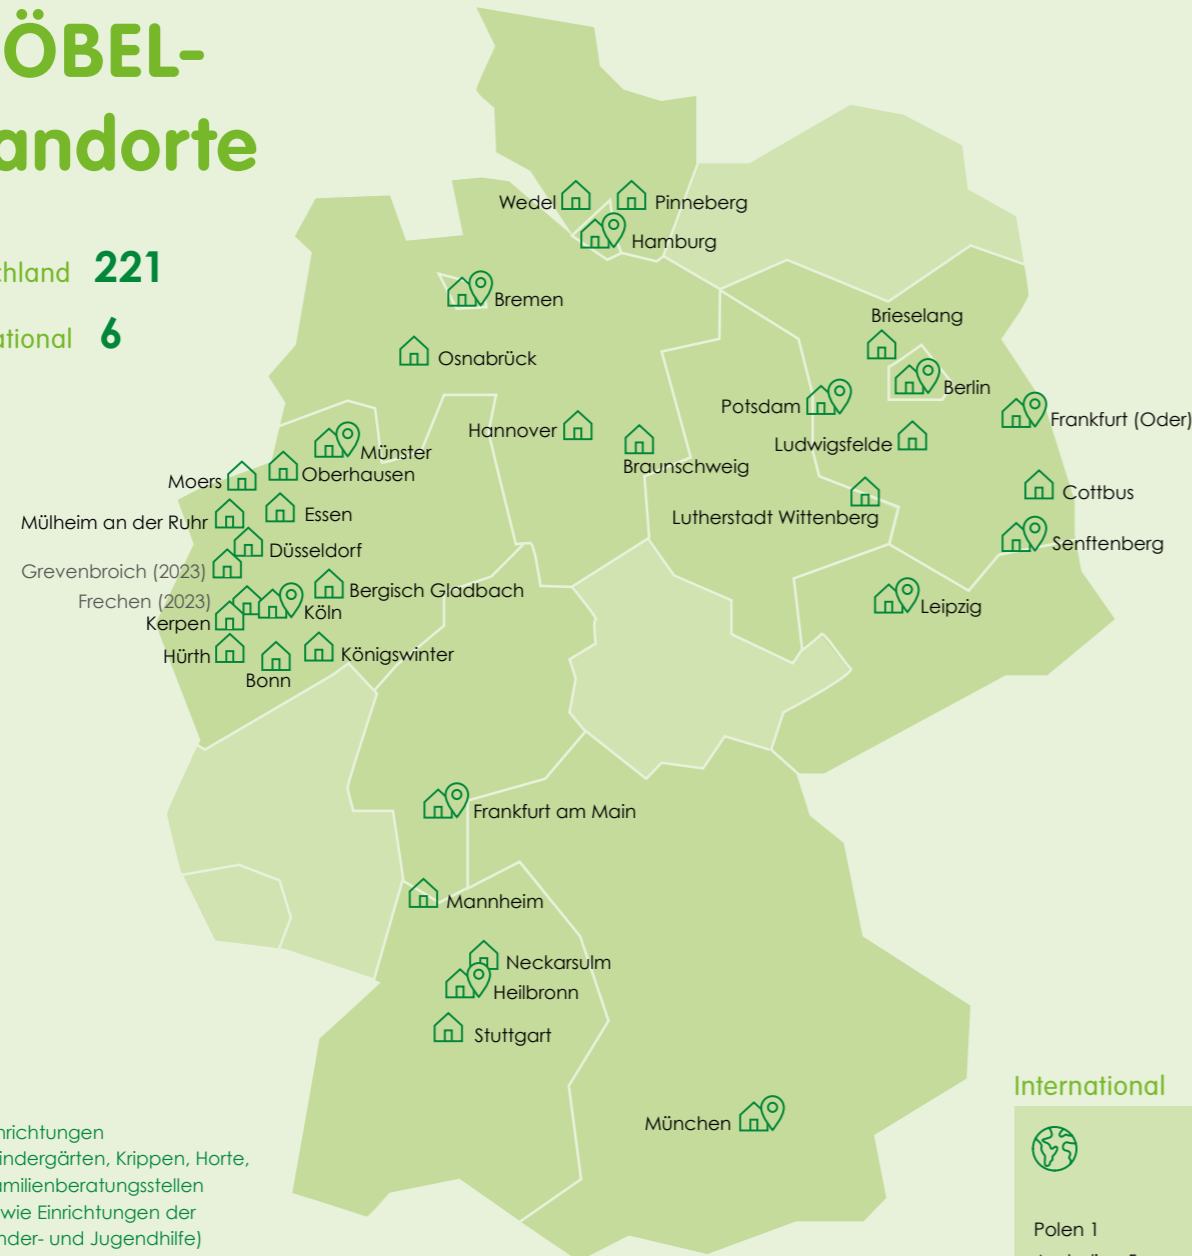 ÖBEL-
andorte
hland 221
ational 6
Wedel
Pinneberg
Hamburg
Bremen
Osnabrück
Brieselang
Berlin
Potsdam
Frankfurt (Oder)
Hannover
Braunschweig
Ludwigsfelde
Münster
Oberhausen
Moers
Cottbus
Lutherstadt Wittenberg
Essen
Mülheim an der Ruhr
Senftenberg
Düsseldorf
Grevenbroich (2023)
Bergisch Gladbach
Frechen (2023)
Köln
Leipzig
Kerpen
Hürth
Königswinter
Bonn
Frankfurt am Main
Mannheim
Neckarsulm
Heilbronn
Stuttgart
München
nrichtungen
indergärten, Krippen, Horte,
amilienberatungsstellen
wie Einrichtungen der
nder- und Jugendhilfe)
International
Polen 1